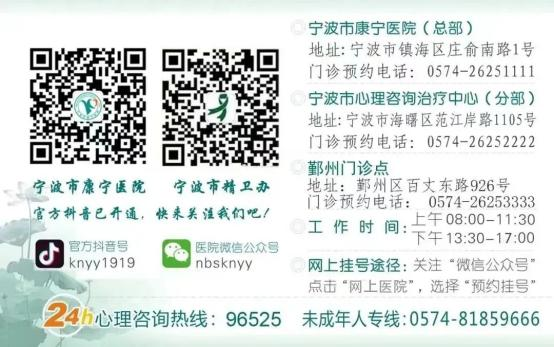 宁波市康宁医院
宁波市精卫办
官方抖音已开通，快来关注我们吧！
官方抖音号
knyy1919
医院微信公众号
nbsknyy
宁波市康宁医院（总部）
地址：宁波市镇海区庄俞南路1号
门诊预约电话： 0574-26251111
宁波市心理咨询治疗中心（分部）
地址：宁波市海曙区范江岸路1105号
门诊预约电话： 0574-26252222
鄞州门诊点
地址：鄞州区百丈东路926号
门诊预约电话： 0574-26253333
工作时间：上午 08:00-11:30
下午 13:30-17:00
网上挂号途径：关注“微信公众号”
点击“网上医院”，选择“预约挂号”
24h心理咨询热线：96525 未成年人专线:0574-81859666